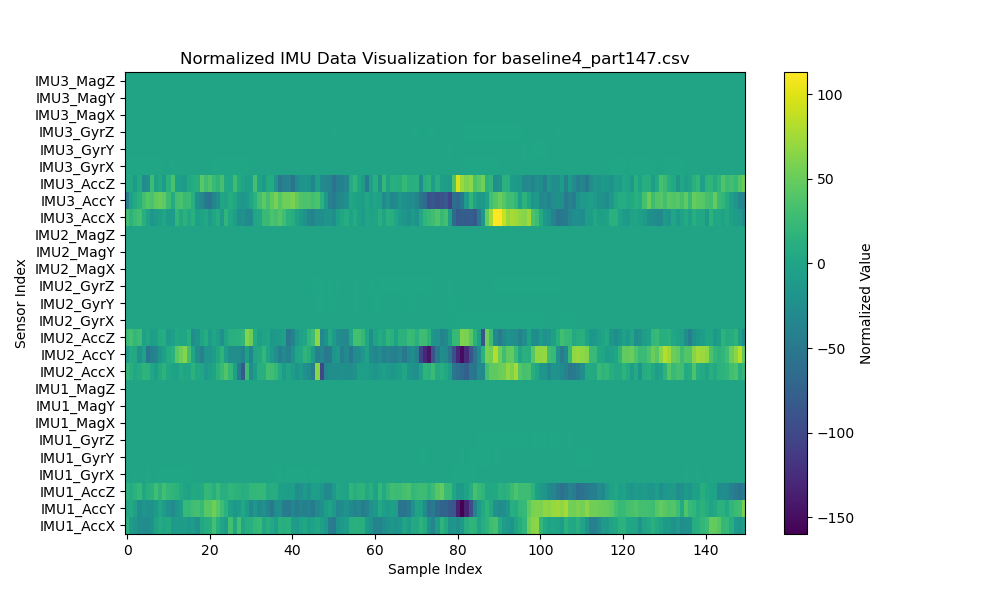 Normalized IMU Data Visualization for baseline4_part147.csv
IMU3_MagZ
IMU3_MagY
IMU3_MagX
IMU3_GyrZ
IMU3_GyrY
IMU3_GyrX
IMU3_AccZ
IMU3_AccY
IMU3_AccX
IMU2_MagZ
IMU2_MagY
IMU2_MagX
IMU2_GyrZ
IMU2_GyrY
IMU2_GyrX
IMU2_AccZ
IMU2_AccY
IMU2_AccX
IMU1_MagZ
IMU1_MagY
IMU1_MagX
IMU1_GyrZ
IMU1_GyrY
IMU1_GyrX
IMU1_AccZ
IMU1_AccY
IMU1_AccX
Sensor Index
0 20 40 60 80 100 120 140
Sample Index
100
50
0
−50
−100
−150
Normalized Value